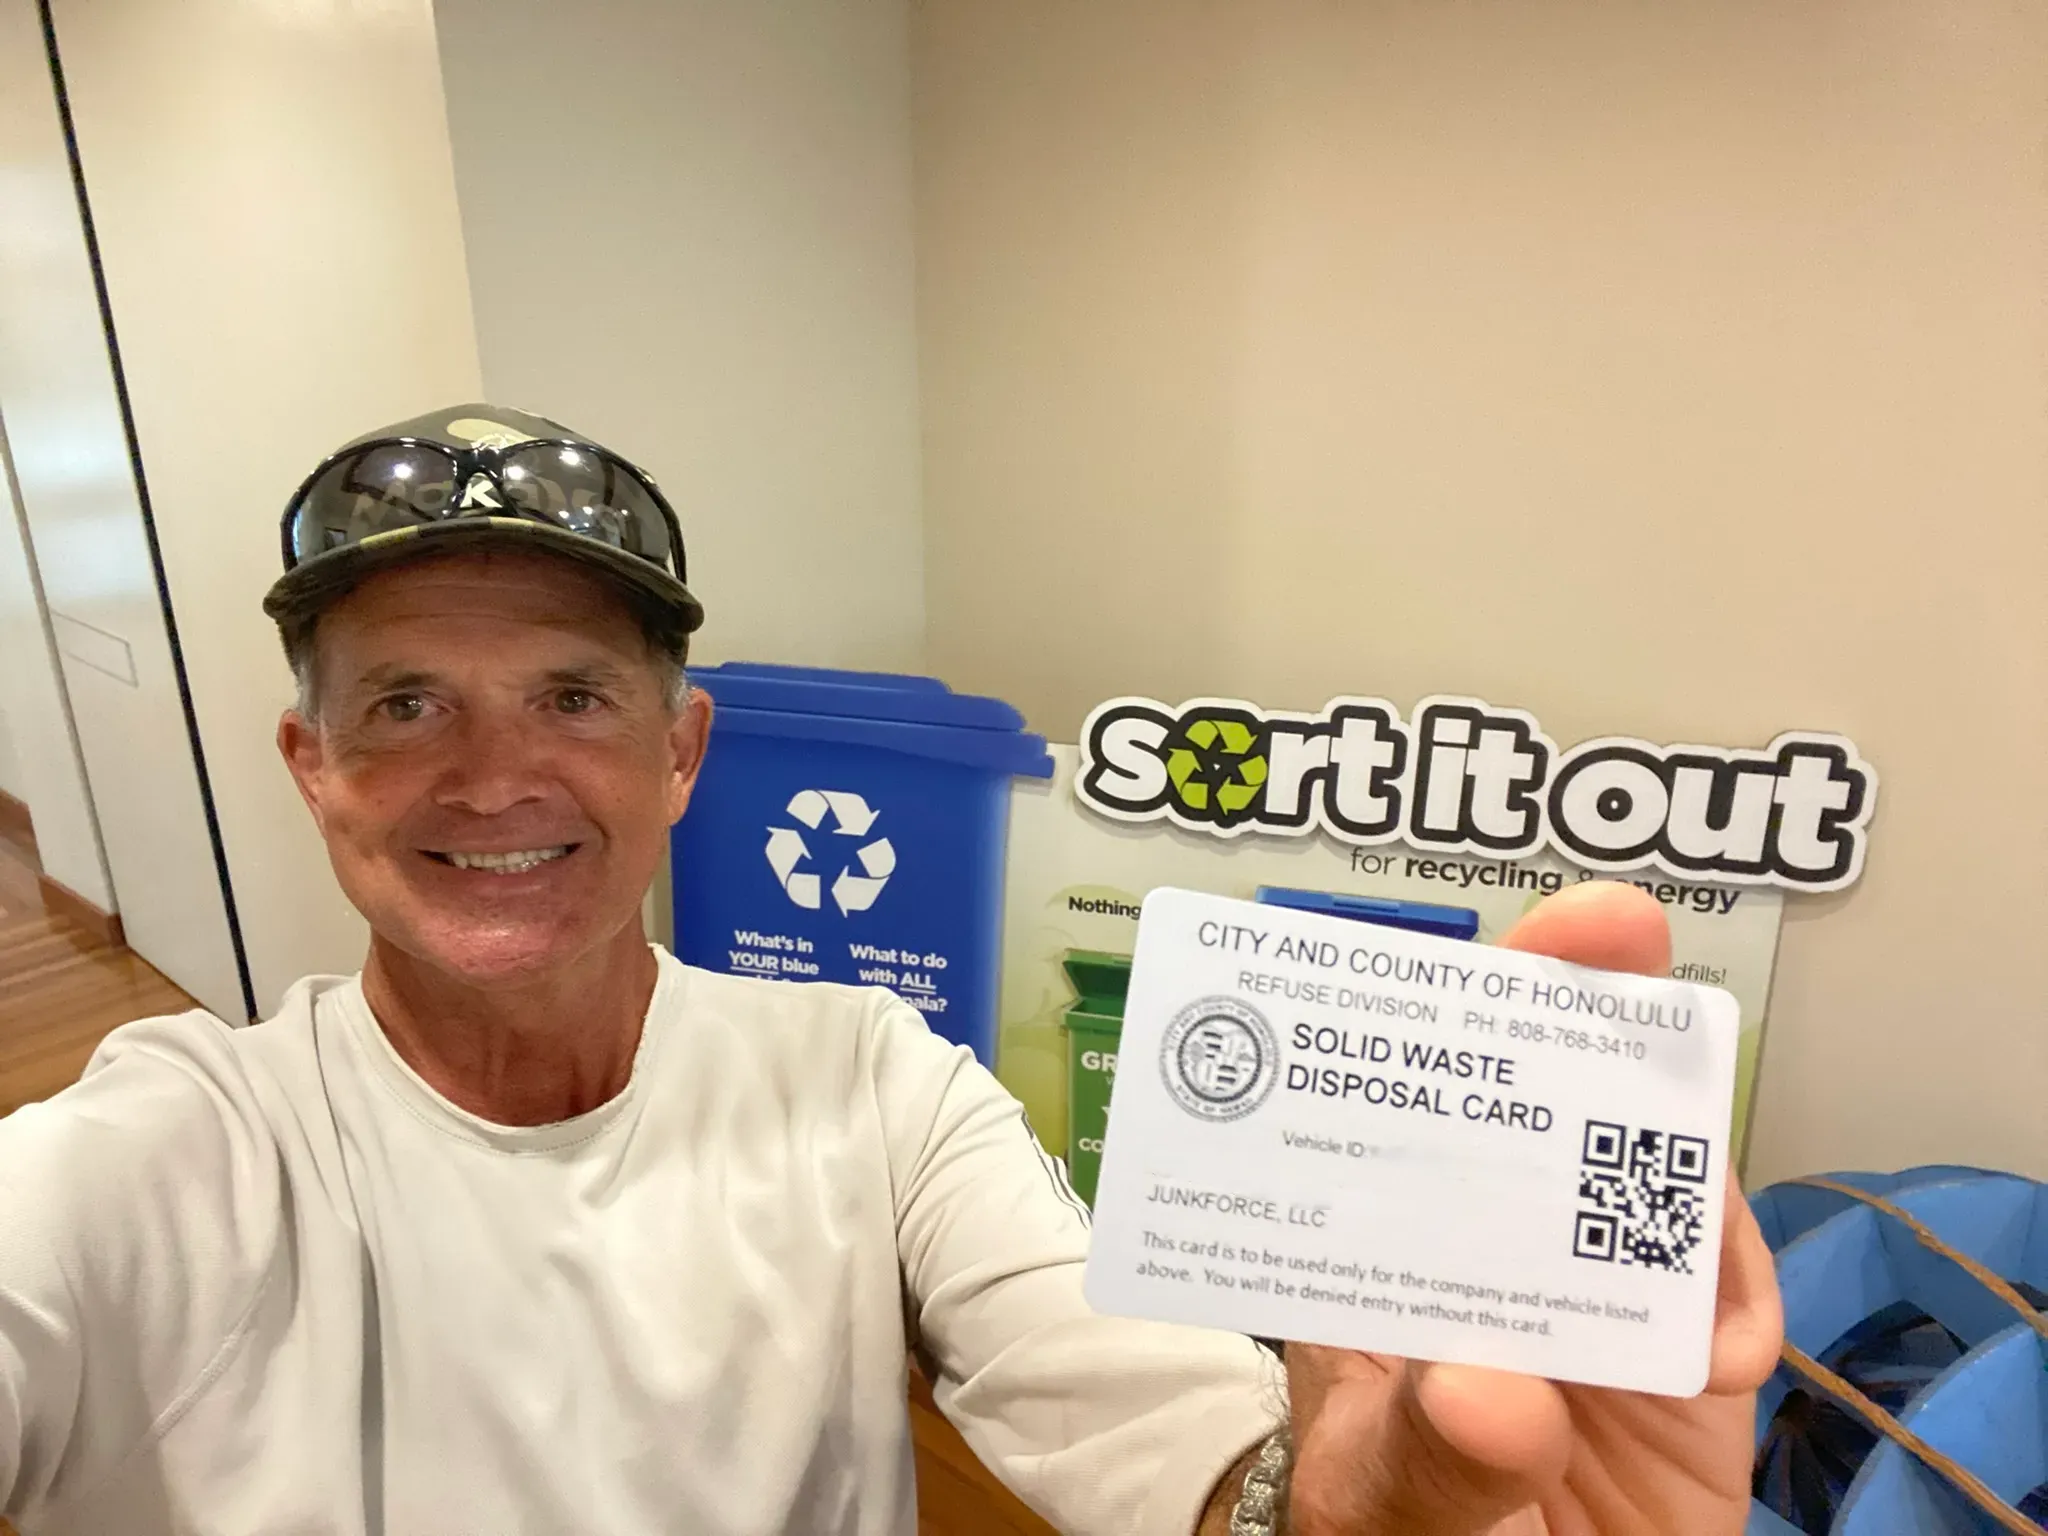 sort it out
for recycling & energy
Nothing
dfills!
What's in
YOUR blue
What to do
with ALL
GR
CO
K
CITY AND COUNTY OF HONOLULU
REFUSE DIVISION PH: 808-768-3410
SOLID WASTE
DISPOSAL CARD
Vehicle ID
JUNKFORCE, LLC
This card is to be used only for the company and vehicle listed
above. You will be denied entry without this card.